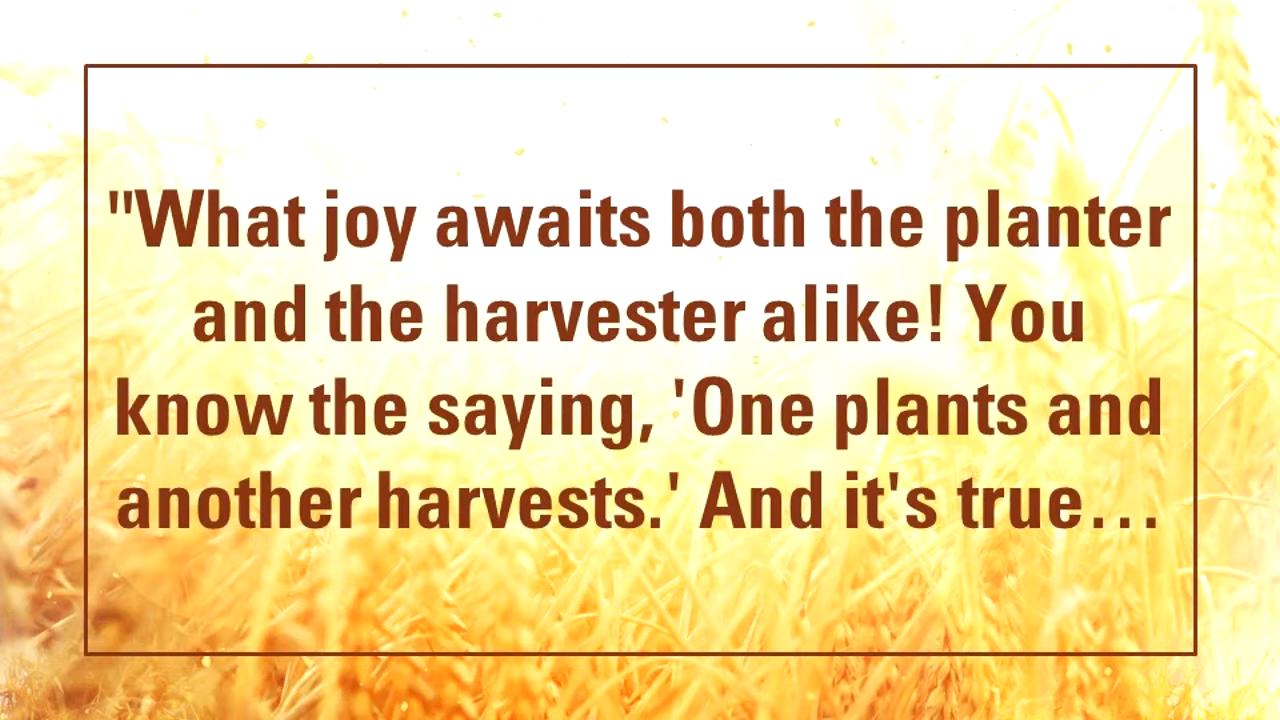 "What joy awaits both the planter
and the harvester alike! You
know the saying, 'One plants and
another harvests.' And it's true...